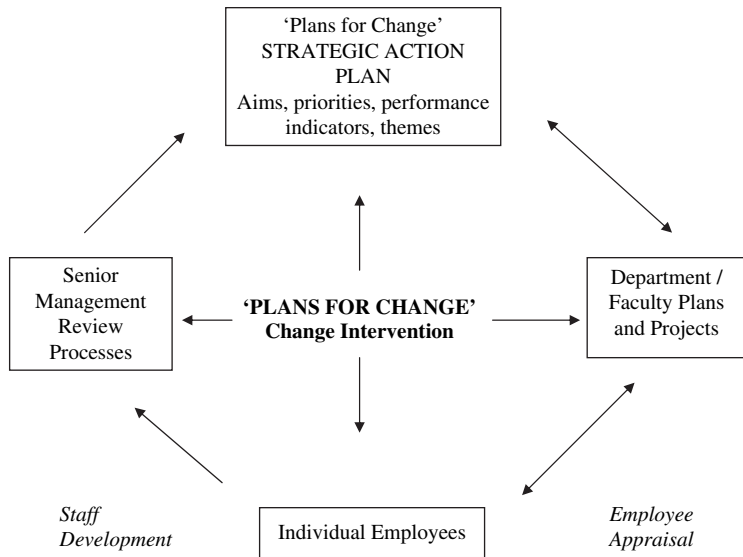 ‘Plans for Change’
STRATEGIC ACTION
PLAN
Aims, priorities, performance
indicators, themes
Senior
Management
Review
Processes
‘PLANS FOR CHANGE’
Change Intervention
Department /
Faculty Plans
and Projects
Staff
Development
Individual Employees
Employee
Appraisal